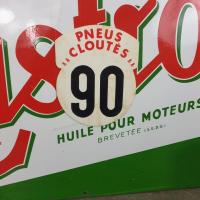 PNEUS
"CLOUTÉS"
90
HUILE POUR MOTEURS
BREVETÉE (S.G.D.G.)